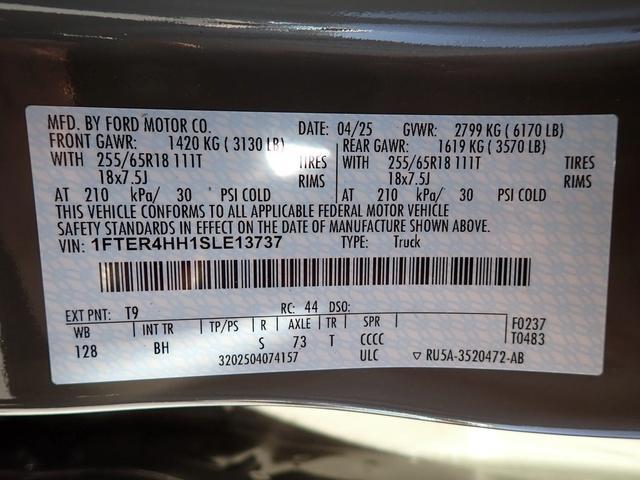 MFD. BY FORD MOTOR CO. DATE: 04/25 GVWR: 2799 KG ( 6170 LB)
FRONT GAWR: 1420 KG ( 3130 LB) REAR GAWR: 1619 KG ( 3570 LB)
WITH 255/65R18 111T TIRES WITH 255/65R18 111T TIRES
18x7.5J RIMS 18x7.5J RIMS
AT 210 kPa/ 30 PSI COLD AT 210 kPa/ 30 PSI COLD
THIS VEHICLE CONFORMS TO ALL APPLICABLE FEDERAL MOTOR VEHICLE
SAFETY STANDARDS IN EFFECT ON THE DATE OF MANUFACTURE SHOWN ABOVE.
VIN: 1FTER4HH1SLE13737 TYPE: Truck
EXT PNT: T9 RC: 44 DSO:
WB INT TR TP/PS R AXLE TR SPR F0237
128 BH S 73 T CCCC T0483
3202504074157 ULC ▽ RU5A-3520472-AB